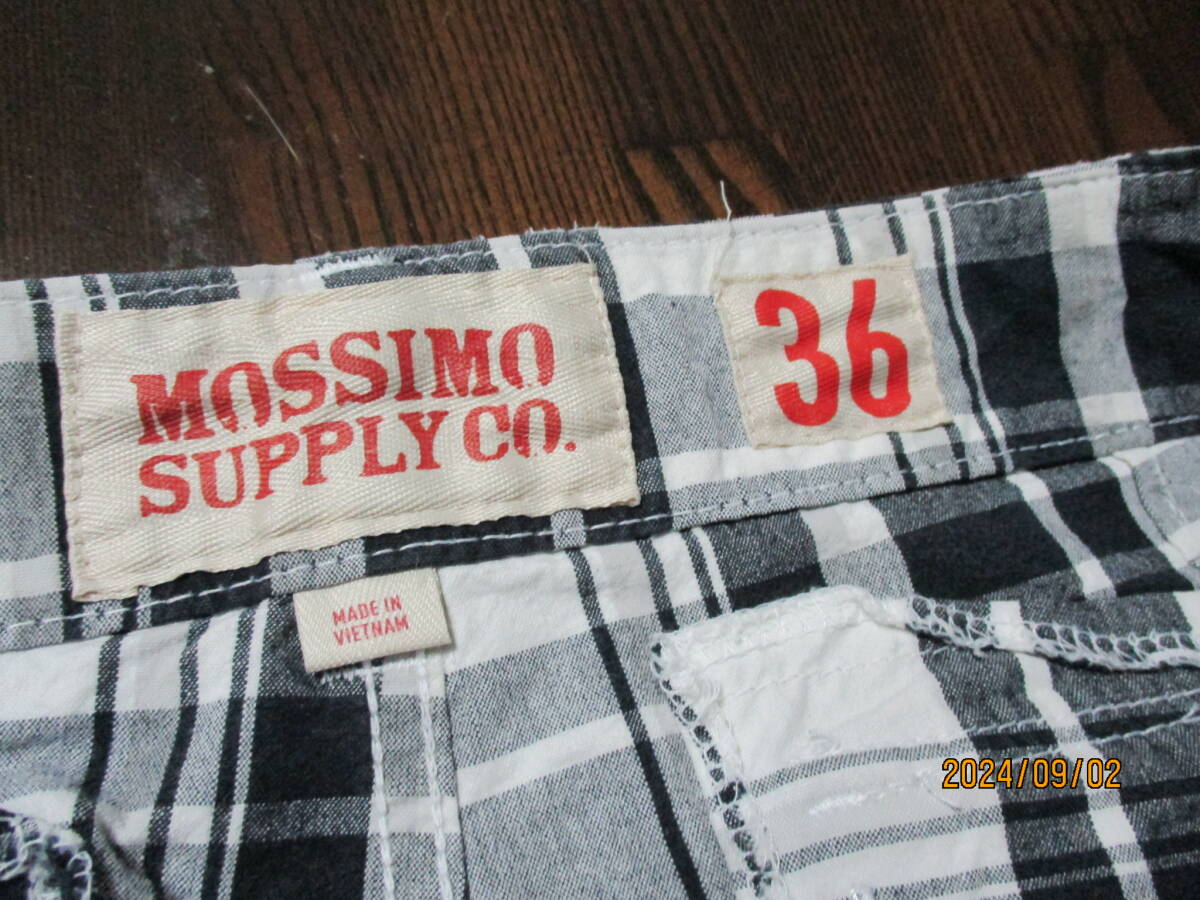 MOSSIMO
SUPPLY CO.
36
MADE IN
VIETNAM
2024/09/02